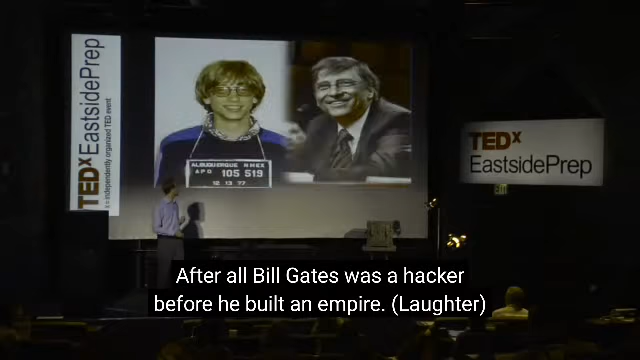 TEDx EastsidePrep
x = independently organized TED event
ALBUQUERQUE N MEX
APD 105 519
12 13 77
TEDx
EastsidePrep
EXIT
After all Bill Gates was a hacker
before he built an empire. (Laughter)